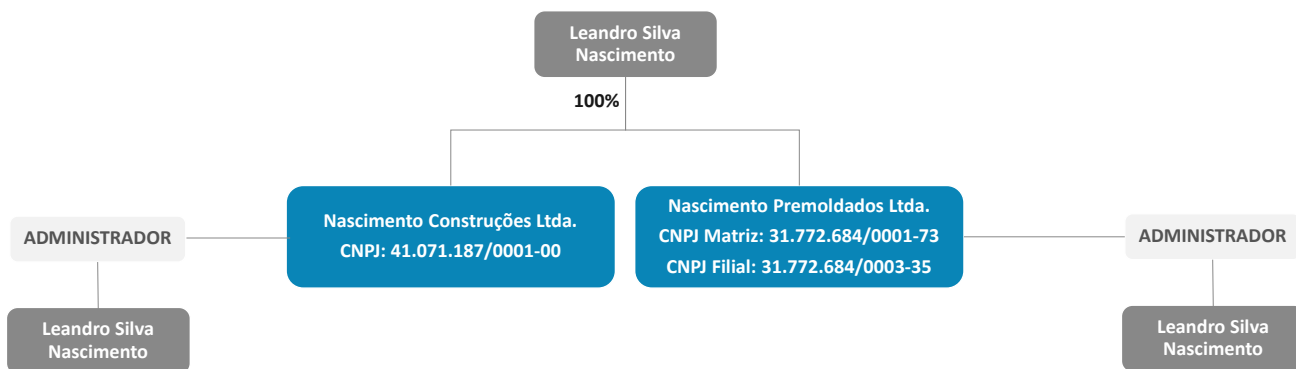 Leandro Silva
Nascimento
100%
Nascimento Construções Ltda.
CNPJ: 41.071.187/0001-00
Nascimento Premoldados Ltda.
CNPJ Matriz: 31.772.684/0001-73
CNPJ Filial: 31.772.684/0003-35
ADMINISTRADOR
ADMINISTRADOR
Leandro Silva
Nascimento
Leandro Silva
Nascimento